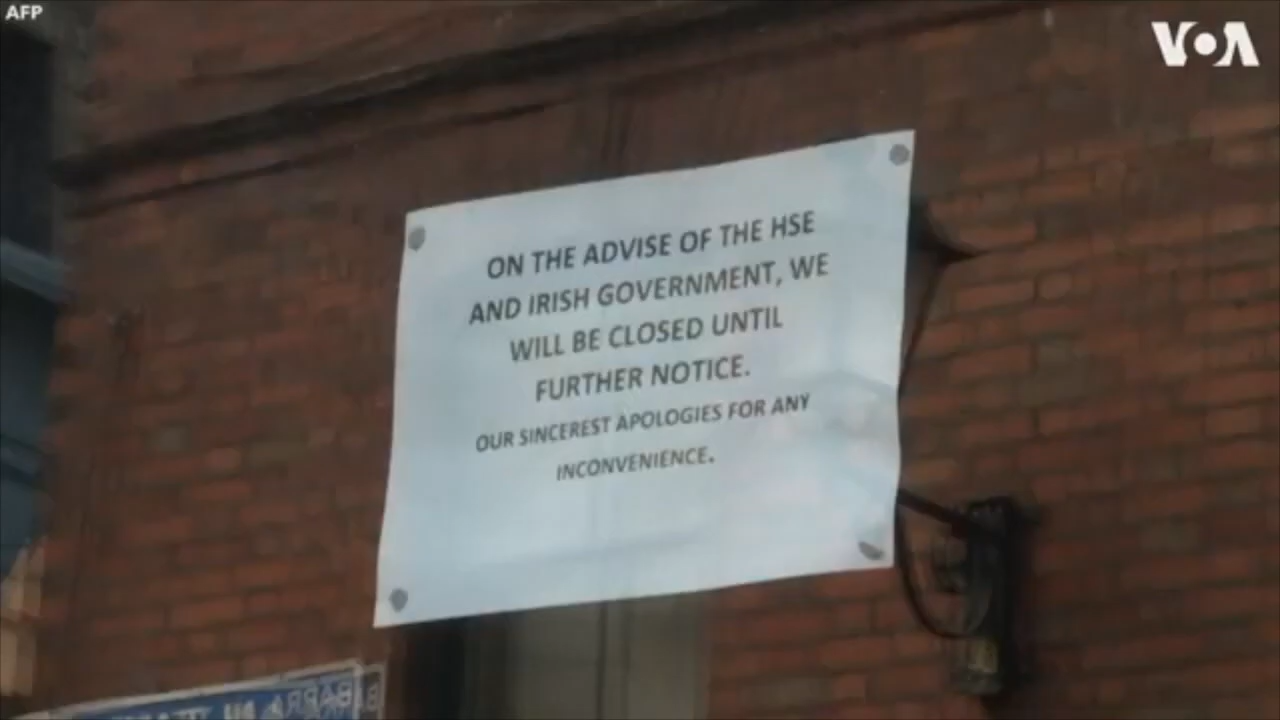 AFP
VOA
ON THE ADVISE OF THE HSE
AND IRISH GOVERNMENT, WE
WILL BE CLOSED UNTIL
FURTHER NOTICE.
OUR SINCEREST APOLOGIES FOR ANY
INCONVENIENCE.